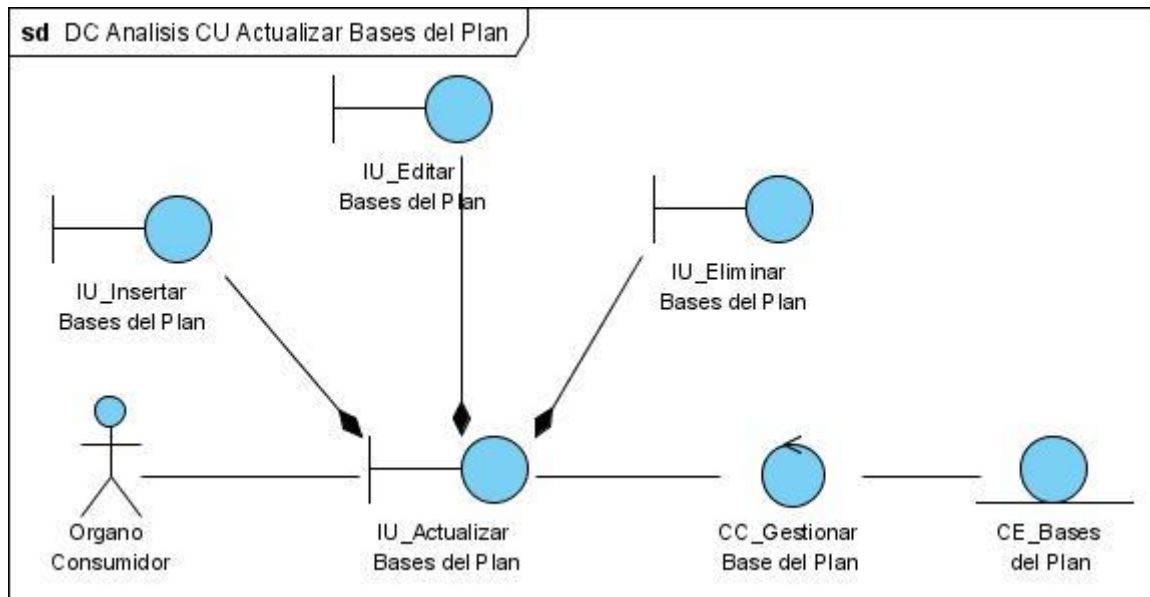 sd DC Analisis CU Actualizar Bases del Plan
IU_Editar
Bases del Plan
IU_Insertar
Bases del Plan
IU_Eliminar
Bases del Plan
Organo
Consumidor
IU_Actualizar
Bases del Plan
CC_Gestionar
Base del Plan
CE_Bases
del Plan